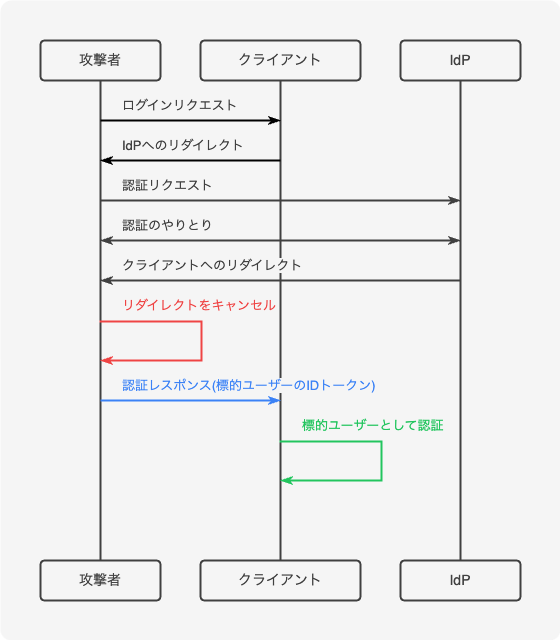 攻撃者
クライアント
IdP
ログインリクエスト
IdPへのリダイレクト
認証リクエスト
認証のやりとり
クライアントへのリダイレクト
リダイレクトをキャンセル
認証レスポンス(標的ユーザーのIDトークン)
標的ユーザーとして認証
攻撃者
クライアント
IdP